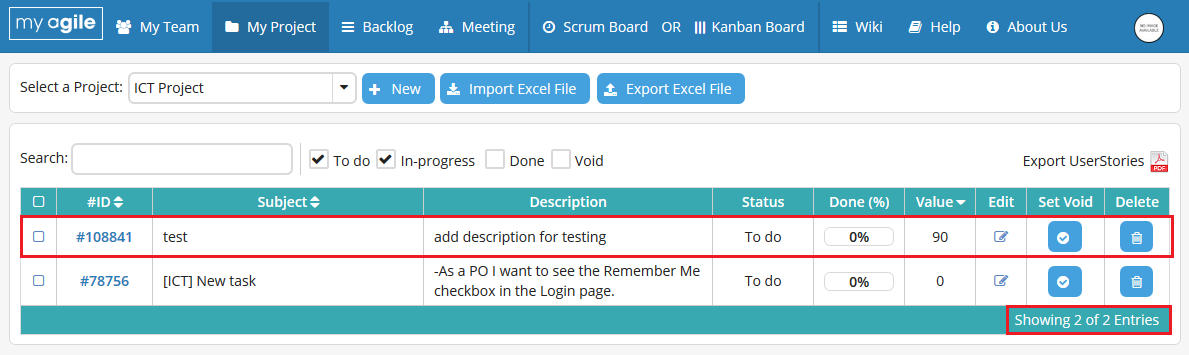 my agile My Team My Project Backlog Meeting Scrum Board OR Kanban Board Wiki Help About Us
NO IMAGE AVAILABLE
Select a Project: ICT Project New Import Excel File Export Excel File
Search: To do In-progress Done Void Export UserStories PDF
#ID Subject Description Status Done (%) Value Edit Set Void Delete
#108841 test add description for testing To do 0% 90
#78756 [ICT] New task -As a PO I want to see the Remember Me To do 0% 0
checkbox in the Login page.
Showing 2 of 2 Entries